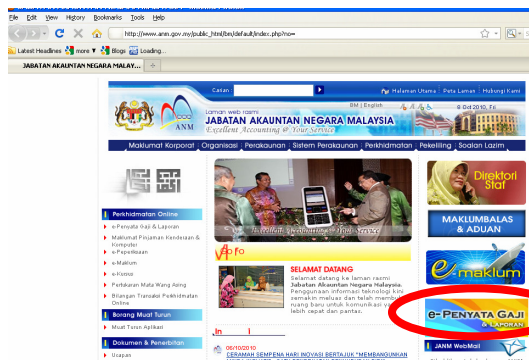 File Edit View History Bookmarks Tools Help
http://www.anm.gov.my/public_html/bm/default/index.php?no=
Latest Headlines more Blogs Loading...
JABATAN AKAUNTAN NEGARA MALAY...
Carian :
Halaman Utama Peta Laman Hubungi Kami
Laman web rasmi
BM | English
8 Oct 2010, Fri
JABATAN AKAUNTAN NEGARA MALAYSIA
Excellent Accounting @ Your Service
ANM
Maklumat Korporat Organisasi Perakaunan Sistem Perakaunan Perkhidmatan Pekeliling Soalan Lazim
Direktori
Staf
MAKLUMBALAS
& ADUAN
e-maklum
e-PENYATA GAJI
& LAPORAN
JANM WebMail
Perkhidmatan Online
e-Penyata Gaji & Laporan
Maklumat Pinjaman Kenderaan &
Komputer
e-Peperiksaan
e-Maklum
e-Kursus
Pertukaran Mata Wang Asing
Bilangan Transaksi Perkhidmatan
Online
Borang Muat Turun
Muat Turun Aplikasi
Dokumen & Penerbitan
Ucapan
SELAMAT DATANG
Selamat datang ke laman rasmi
Jabatan Akauntan Negara Malaysia.
Penggunaan informasi teknologi kini
semakin meluas dan telah membuka
ruang baru untuk komunikasi yang
lebih cepat dan pantas.
06/10/2010
CERAMAH SEMPENA HARI INOVASI BERTAJUK "MEMBANGUNKAN